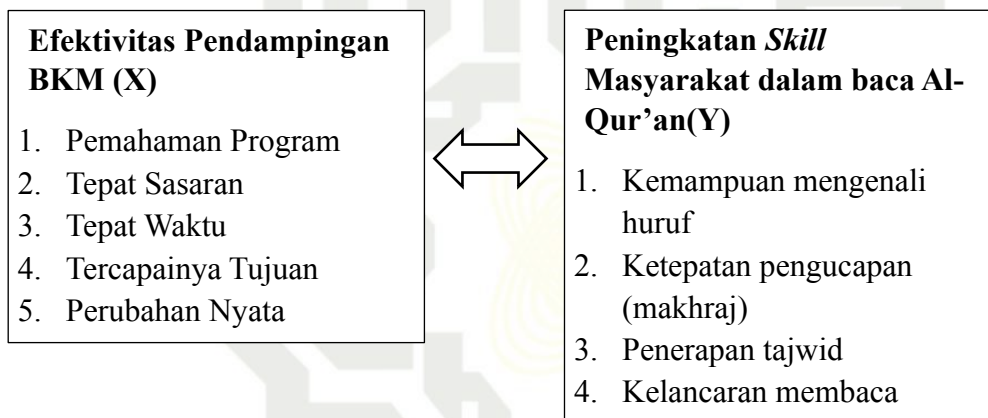 Efektivitas Pendampingan
BKM (X)
1. Pemahaman Program
2. Tepat Sasaran
3. Tepat Waktu
4. Tercapainya Tujuan
5. Perubahan Nyata
Peningkatan Skill
Masyarakat dalam baca Al-
Qur’an(Y)
1. Kemampuan mengenali
huruf
2. Ketepatan pengucapan
(makhraj)
3. Penerapan tajwid
4. Kelancaran membaca